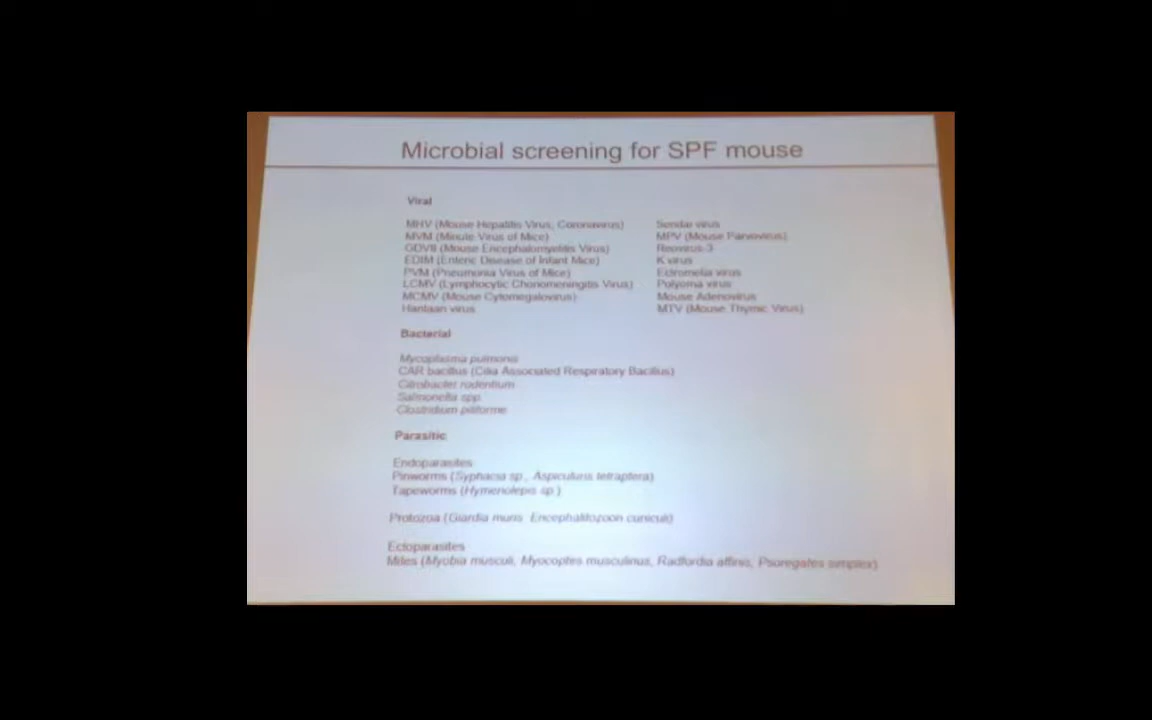 Microbial screening for SPF mouse
Viral
MHV (Mouse Hepatitis Virus, Coronavirus)
MVM (Minute Virus of Mice)
GDVII (Mouse Encephalomyelitis Virus)
EDIM (Enteric Disease of Infant Mice)
PVM (Pneumonia Virus of Mice)
LCMV (Lymphocytic Choriomeningitis Virus)
MCMV (Mouse Cytomegalovirus)
Hantaan virus
Sendai virus
MPV (Mouse Parvovirus)
Reovirus-3
K virus
Ectromelia virus
Polyoma virus
Mouse Adenovirus
MTV (Mouse Thymic Virus)
Bacterial
Mycoplasma pulmonis
CAR bacillus (Cilia Associated Respiratory Bacillus)
Citrobacter rodentium
Salmonella spp.
Clostridium piliforme
Parasitic
Endoparasites
Pinworms (Syphacia sp., Aspiculuris tetraptera)
Tapeworms (Hymenolepis sp.)
Protozoa (Giardia muris, Encephalitozoon cuniculi)
Ectoparasites
Mites (Myobia musculi, Myocoptes musculinus, Radfordia affinis, Psoregates simplex)